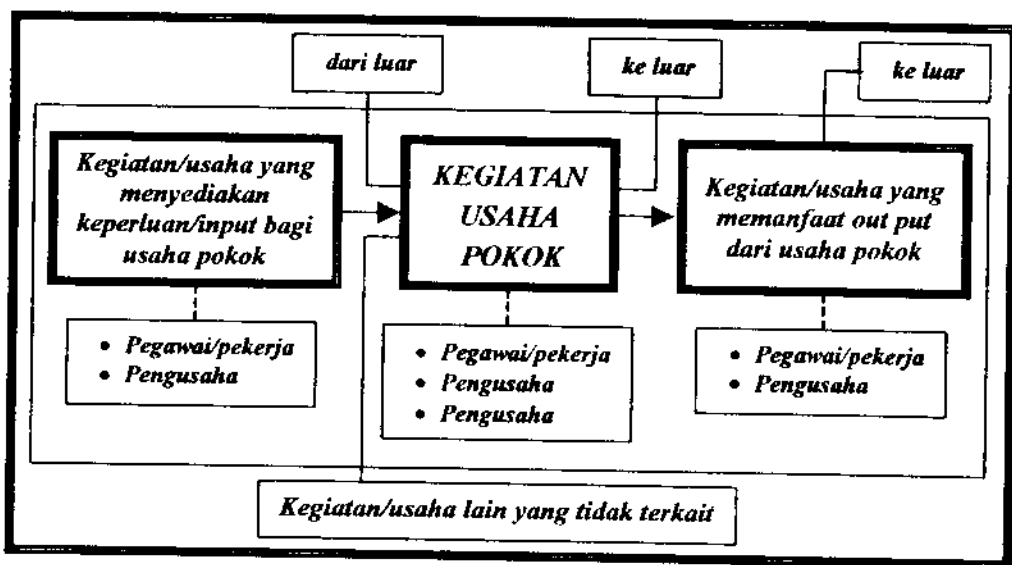 dari luar
ke luar
ke luar
Kegiatan/usaha yang
menyediakan
keperluan/input bagi
usaha pokok
KEGIATAN
USAHA
POKOK
Kegiatan/usaha yang
memanfaat out put
dari usaha pokok
• Pegawai/pekerja
• Pengusaha
• Pegawai/pekerja
• Pengusaha
• Pengusaha
• Pegawai/pekerja
• Pengusaha
Kegiatan/usaha lain yang tidak terkait